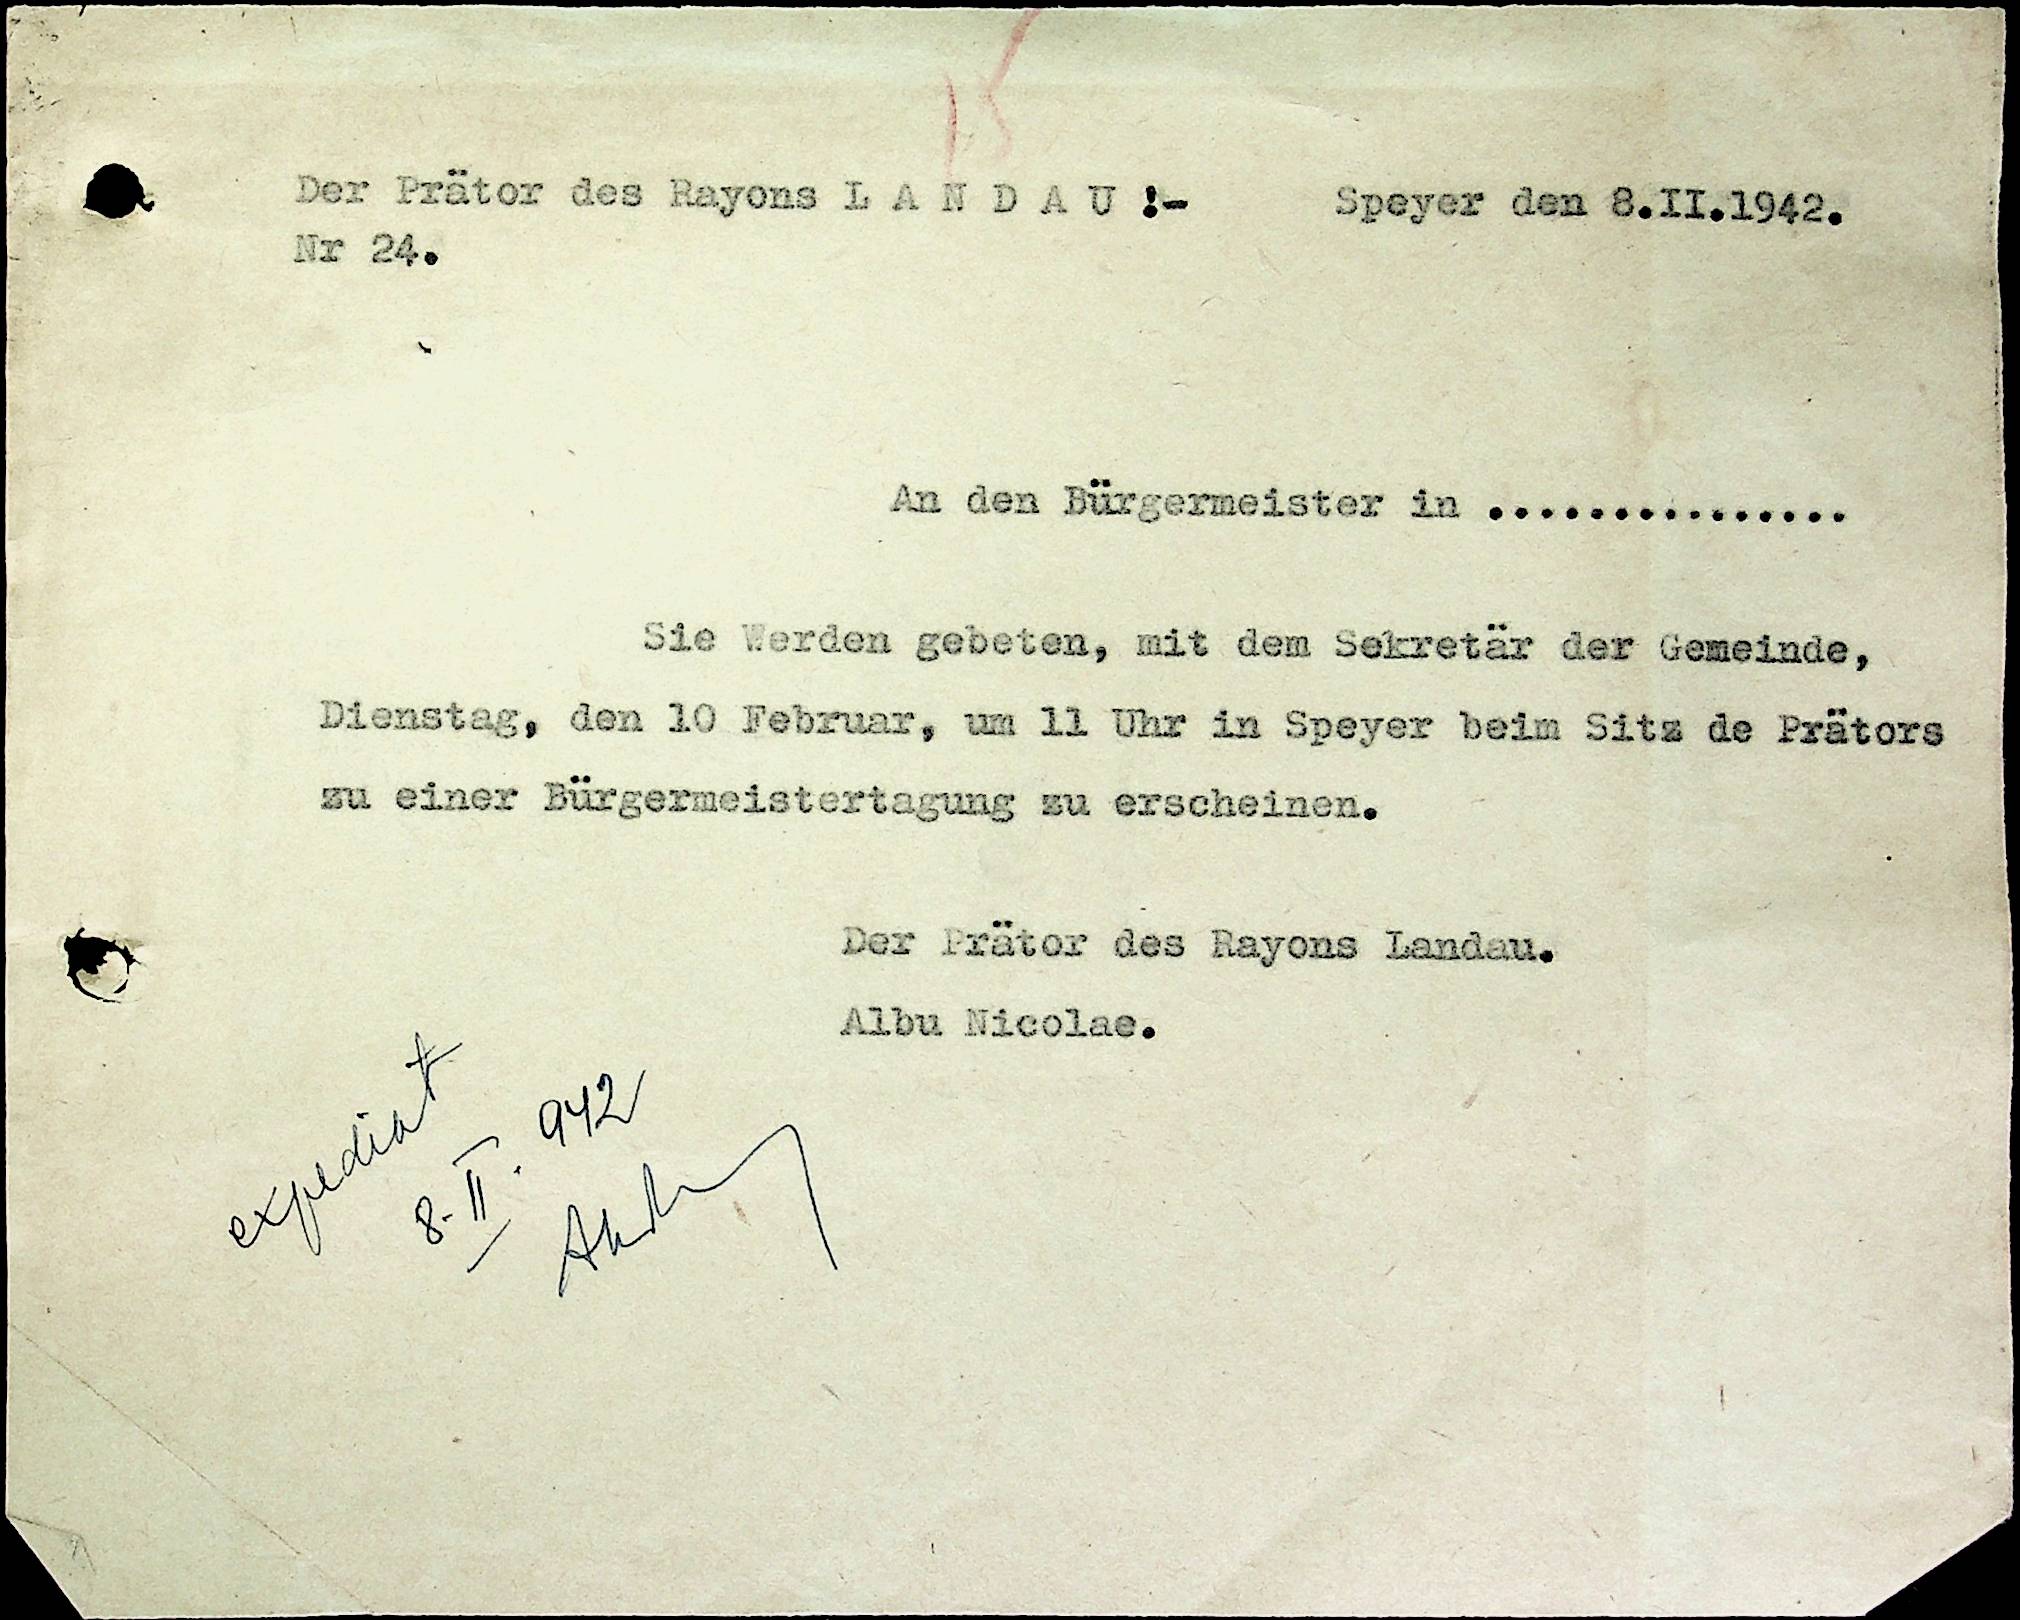 15
Der Prätor des Rayons L A N D A U !- Speyer den 8.II.1942.
Nr 24.
An den Bürgermeister in ...............
Sie Werden gebeten, mit dem Sekretär der Gemeinde,
Dienstag, den 10 Februar, um 11 Uhr in Speyer beim Sitz de Prätors
zu einer Bürgermeistertagung zu erscheinen.
Der Prätor des Rayons Landau.
Albu Nicolae.
expediat
8.II.942